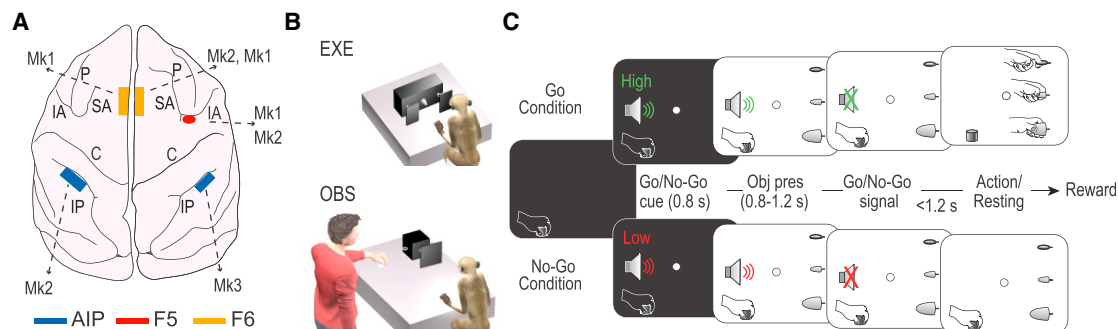 A
Mk1
Mk2, Mk1
P
P
IA
SA
SA
IA
Mk1
Mk2
C
C
IP
IP
Mk2
Mk3
AIP
F5
F6
B
EXE
OBS
C
Go
Condition
High
Go/No-Go
cue (0.8 s)
Obj pres
(0.8-1.2 s)
Go/No-Go
signal
<1.2 s
Action/
Resting
Reward
No-Go
Condition
Low